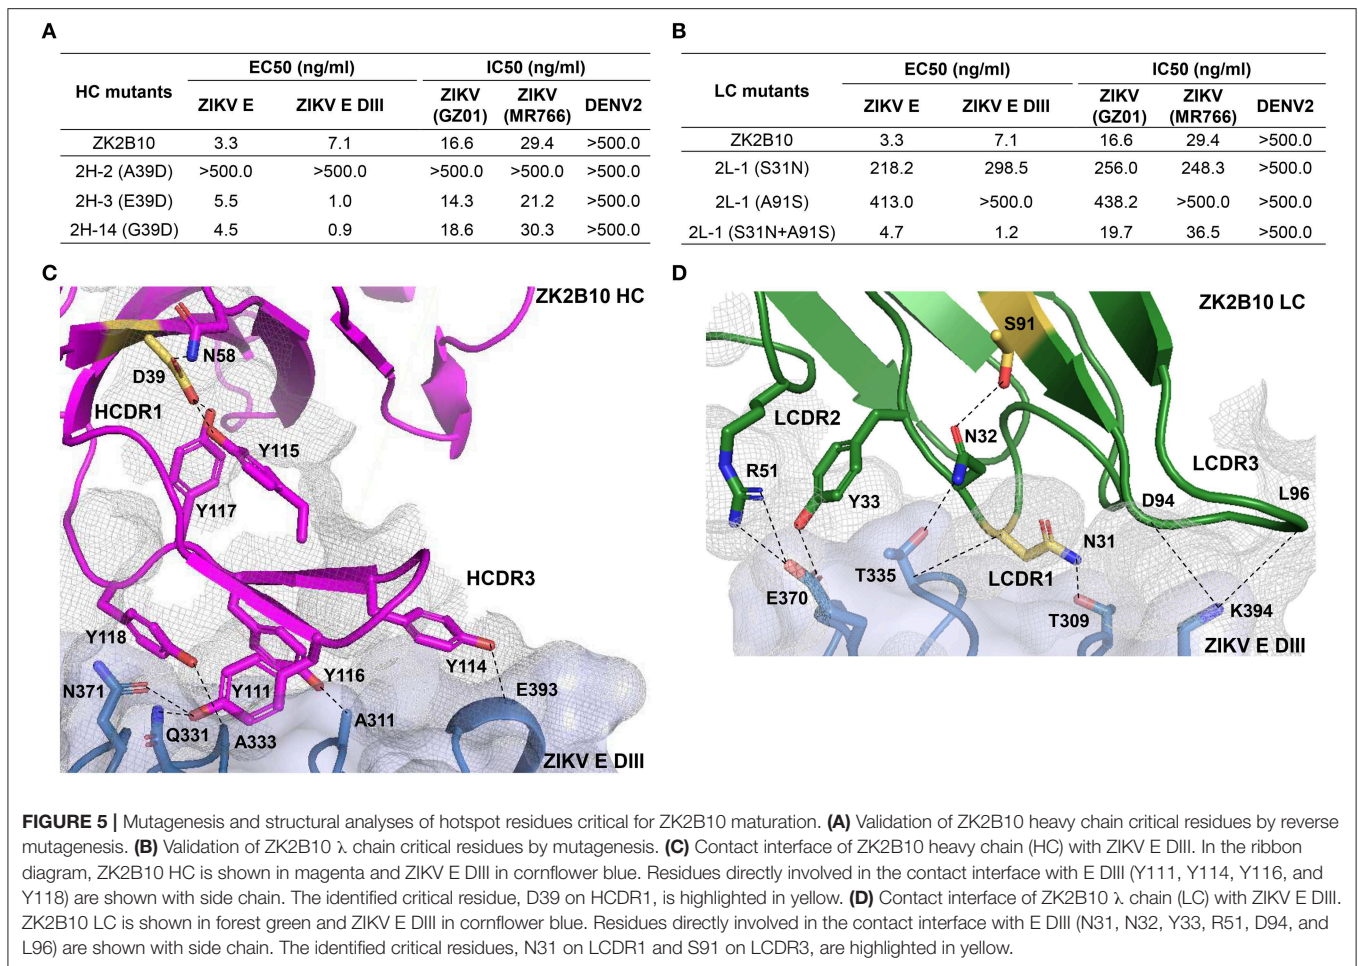 A
HC mutants EC50 (ng/ml) IC50 (ng/ml)
ZIKV E ZIKV E DIII ZIKV (GZ01) ZIKV (MR766) DENV2
ZK2B10 3.3 7.1 16.6 29.4 >500.0
2H-2 (A39D) >500.0 >500.0 >500.0 >500.0 >500.0
2H-3 (E39D) 5.5 1.0 14.3 21.2 >500.0
2H-14 (G39D) 4.5 0.9 18.6 30.3 >500.0
B
LC mutants EC50 (ng/ml) IC50 (ng/ml)
ZIKV E ZIKV E DIII ZIKV (GZ01) ZIKV (MR766) DENV2
ZK2B10 3.3 7.1 16.6 29.4 >500.0
2L-1 (S31N) 218.2 298.5 256.0 248.3 >500.0
2L-1 (A91S) 413.0 >500.0 438.2 >500.0 >500.0
2L-1 (S31N+A91S) 4.7 1.2 19.7 36.5 >500.0
C
ZK2B10 HC
N58
D39
HCDR1
Y115
Y117
HCDR3
Y118
Y114
Y116
N371
Y111
E393
A311
Q331
A333
ZIKV E DIII
D
ZK2B10 LC
S91
LCDR2
N32
LCDR3
R51
L96
Y33
D94
N31
T335
LCDR1
E370
T309
K394
ZIKV E DIII
FIGURE 5 | Mutagenesis and structural analyses of hotspot residues critical for ZK2B10 maturation. (A) Validation of ZK2B10 heavy chain critical residues by reverse
mutagenesis. (B) Validation of ZK2B10 λ chain critical residues by mutagenesis. (C) Contact interface of ZK2B10 heavy chain (HC) with ZIKV E DIII. In the ribbon
diagram, ZK2B10 HC is shown in magenta and ZIKV E DIII in cornflower blue. Residues directly involved in the contact interface with E DIII (Y111, Y114, Y116, and
Y118) are shown with side chain. The identified critical residue, D39 on HCDR1, is highlighted in yellow. (D) Contact interface of ZK2B10 λ chain (LC) with ZIKV E DIII.
ZK2B10 LC is shown in forest green and ZIKV E DIII in cornflower blue. Residues directly involved in the contact interface with E DIII (N31, N32, Y33, R51, D94, and
L96) are shown with side chain. The identified critical residues, N31 on LCDR1 and S91 on LCDR3, are highlighted in yellow.